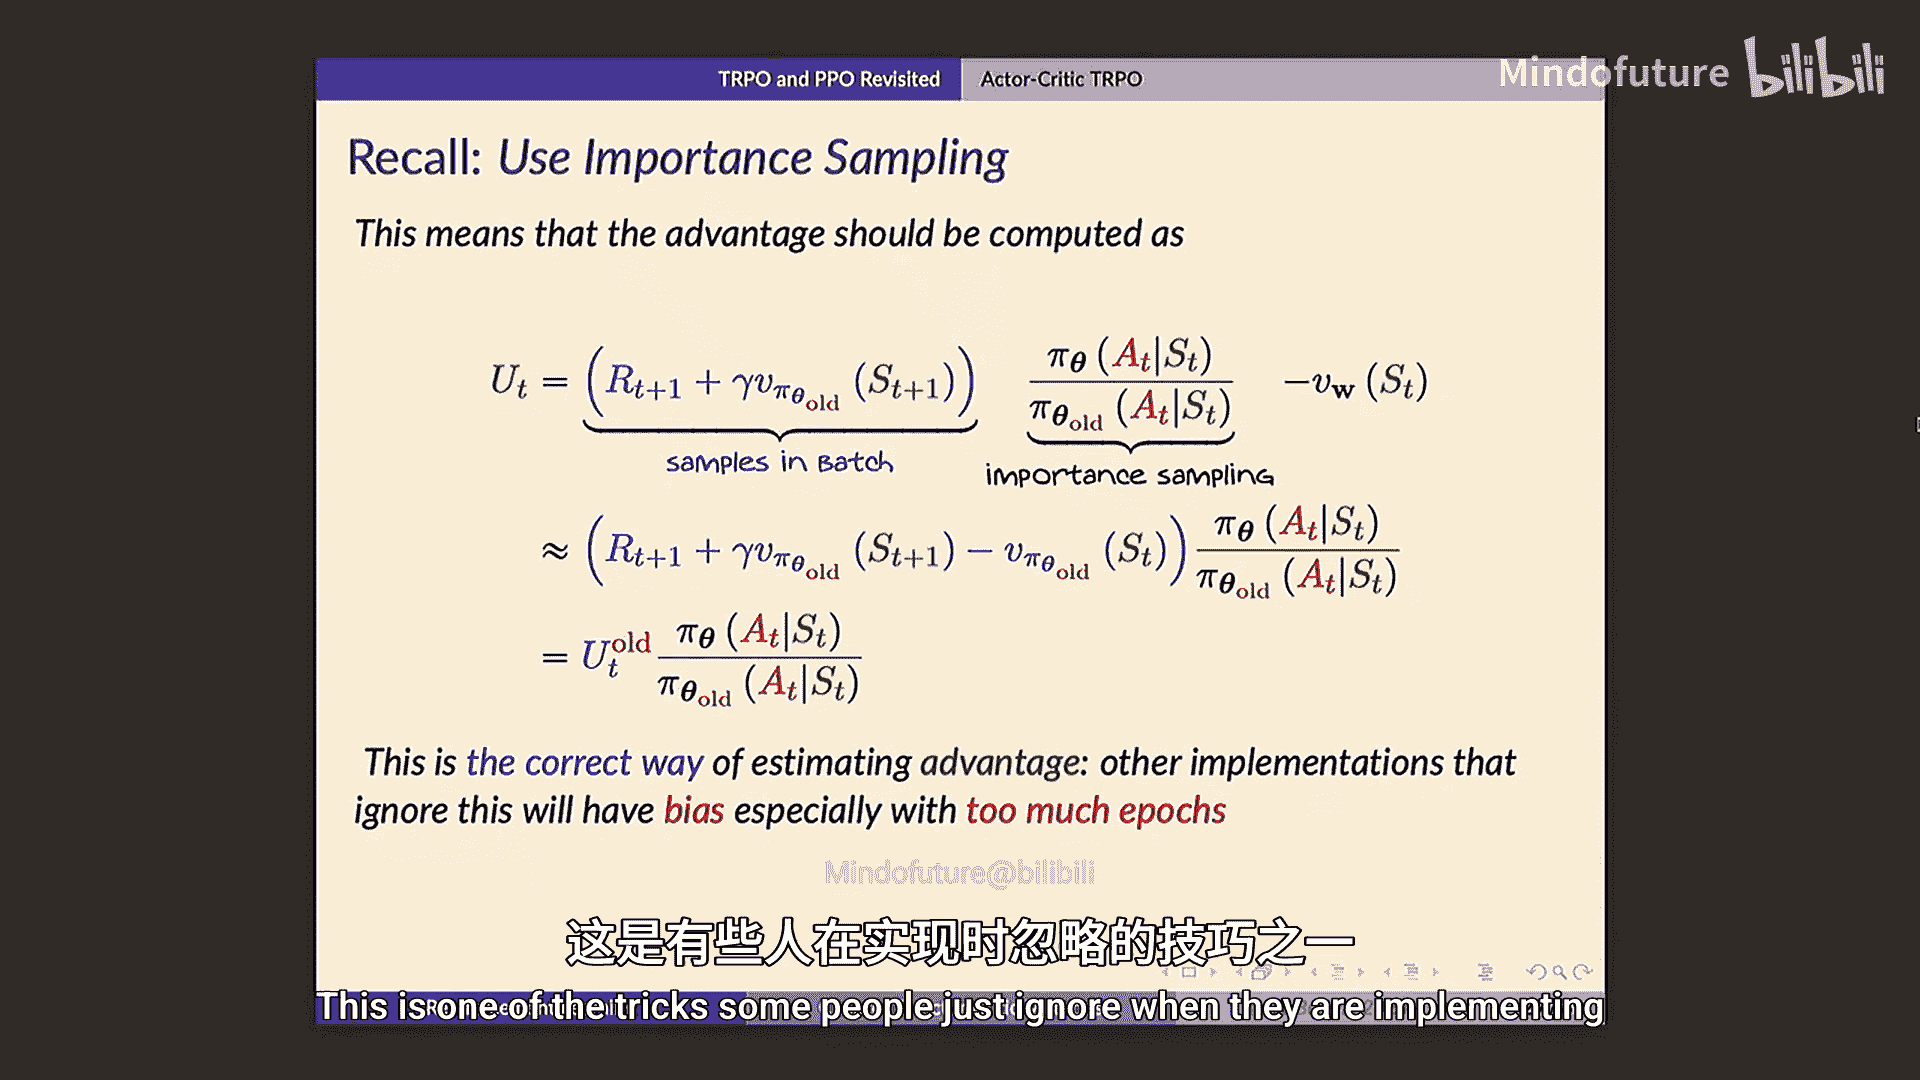 TRPO and PPO Revisited
Actor-Critic TRPO
Mindofuture bilibili
Recall: Use Importance Sampling
This means that the advantage should be computed as
U_t = (R_{t+1} + γv_{π_{θ_old}} (S_{t+1})) π_θ (A_t|S_t) / π_{θ_old} (A_t|S_t) −v_w (S_t)
samples in Batch
importance sampling
≈ (R_{t+1} + γv_{π_{θ_old}} (S_{t+1}) − v_{π_{θ_old}} (S_t)) π_θ (A_t|S_t) / π_{θ_old} (A_t|S_t)
= U_t^{old} π_θ (A_t|S_t) / π_{θ_old} (A_t|S_t)
This is the correct way of estimating advantage: other implementations that
ignore this will have bias especially with too much epochs
Mindofuture@bilibili
这是有些人在实现时忽略的技巧之一
This is one of the tricks some people just ignore when they are implementing